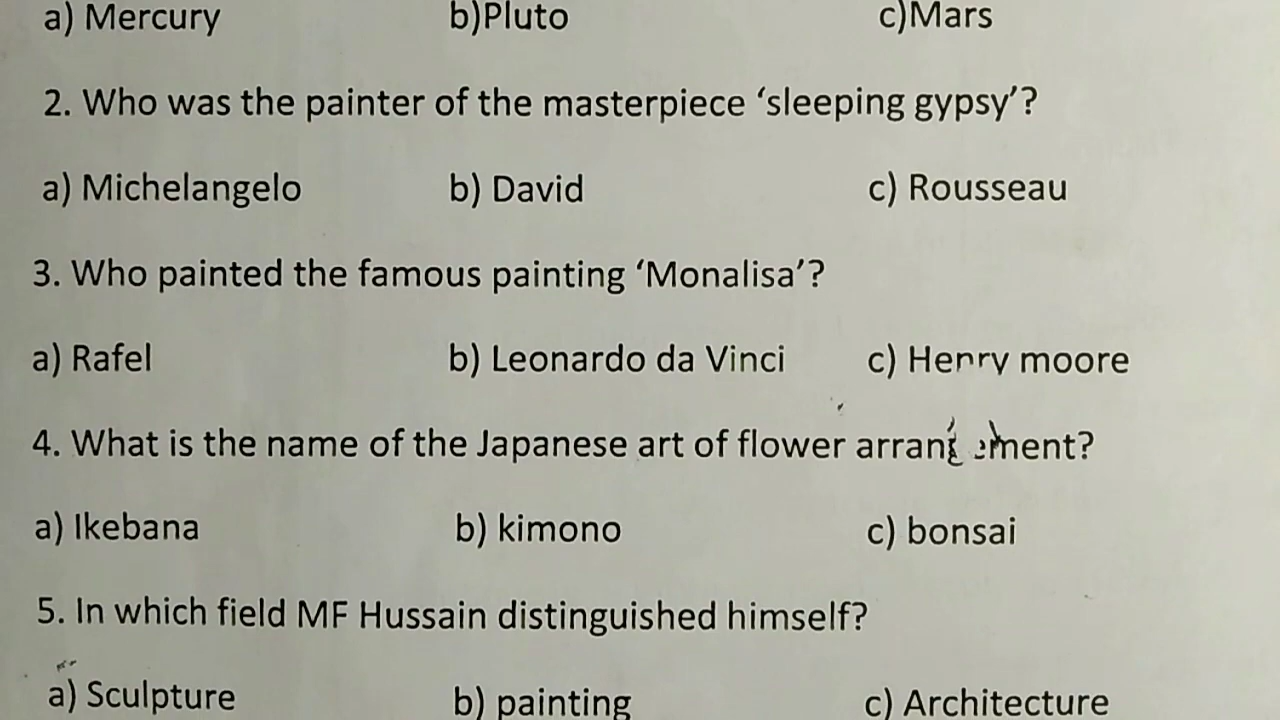 a) Mercury b)Pluto c)Mars
2. Who was the painter of the masterpiece ‘sleeping gypsy’?
a) Michelangelo b) David c) Rousseau
3. Who painted the famous painting ‘Monalisa’?
a) Rafel b) Leonardo da Vinci c) Henry moore
4. What is the name of the Japanese art of flower arrangement?
a) Ikebana b) kimono c) bonsai
5. In which field MF Hussain distinguished himself?
a) Sculpture b) painting c) Architecture